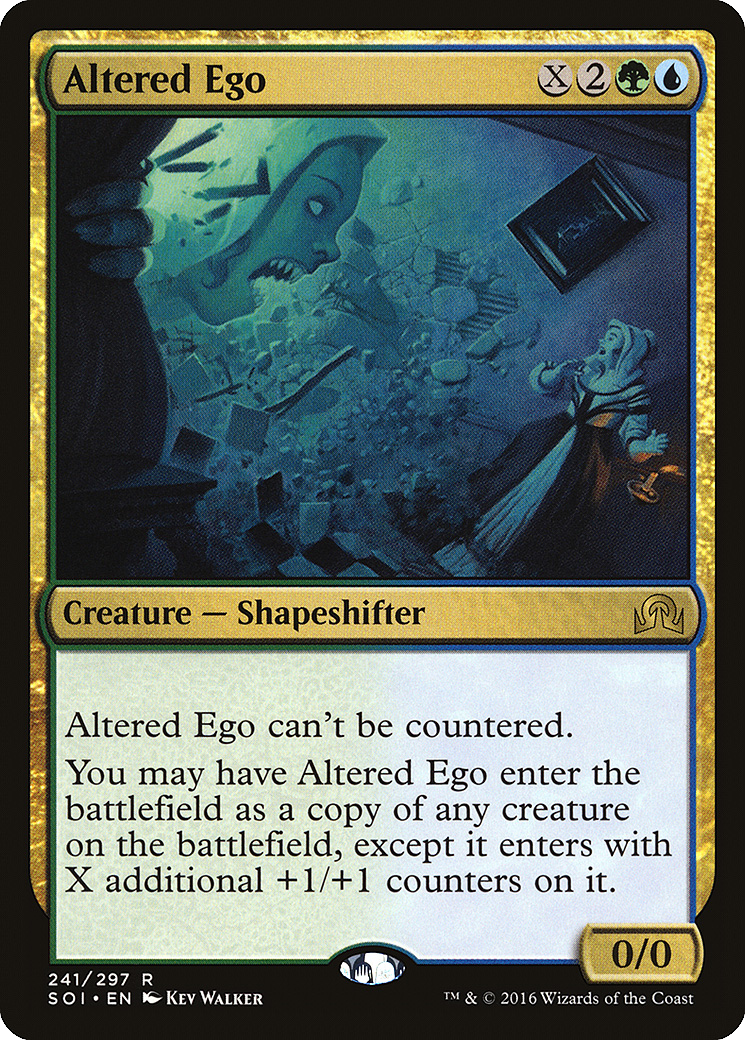 Altered Ego X 2
Creature — Shapeshifter
Altered Ego can't be countered.
You may have Altered Ego enter the
battlefield as a copy of any creature
on the battlefield, except it enters with
X additional +1/+1 counters on it.
0/0
241/297 R
SOI • EN Kev Walker
™ & © 2016 Wizards of the Coast